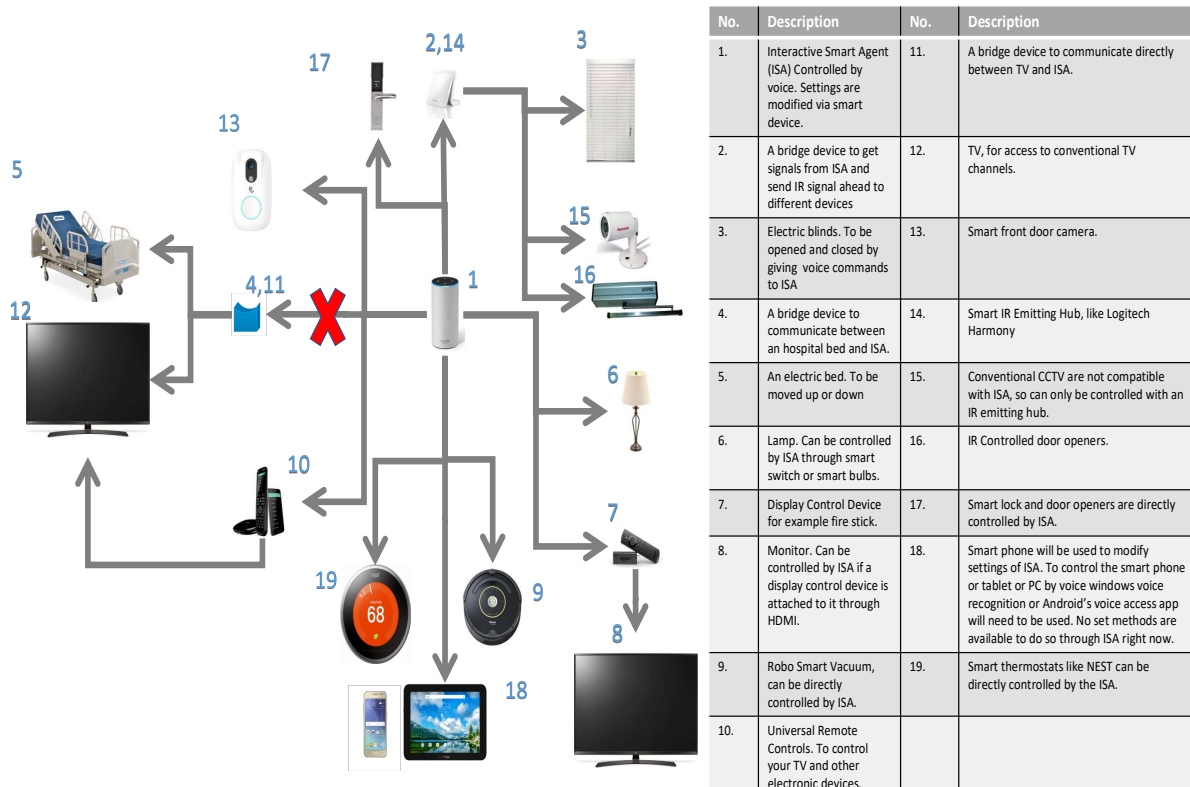 2,14
3
17
13
5
15
4,11
1
16
12
6
10
7
19
68
9
8
18
No. Description No. Description
1. Interactive Smart Agent
(ISA) Controlled by
voice. Settings are
modified via smart
device.
11. A bridge device to communicate directly
between TV and ISA.
2. A bridge device to get
signals from ISA and
send IR signal ahead to
different devices
12. TV, for access to conventional TV
channels.
3. Electric blinds. To be
opened and closed by
giving voice commands
to ISA
13. Smart front door camera.
4. A bridge device to
communicate between
an hospital bed and ISA.
14. Smart IR Emitting Hub, like Logitech
Harmony
5. An electric bed. To be
moved up or down
15. Conventional CCTV are not compatible
with ISA, so can only be controlled with an
IR emitting hub.
6. Lamp. Can be controlled
by ISA through smart
switch or smart bulbs.
16. IR Controlled door openers.
7. Display Control Device
for example fire stick.
17. Smart lock and door openers are directly
controlled by ISA.
8. Monitor. Can be
controlled by ISA if a
display control device is
attached to it through
HDMI.
18. Smart phone will be used to modify
settings of ISA. To control the smart phone
or tablet or PC by voice windows voice
recognition or Android's voice access app
will need to be used. No set methods are
available to do so through ISA right now.
9. Robo Smart Vacuum,
can be directly
controlled by ISA.
19. Smart thermostats like NEST can be
directly controlled by the ISA.
10. Universal Remote
Controls. To control
your TV and other
electronic devices.